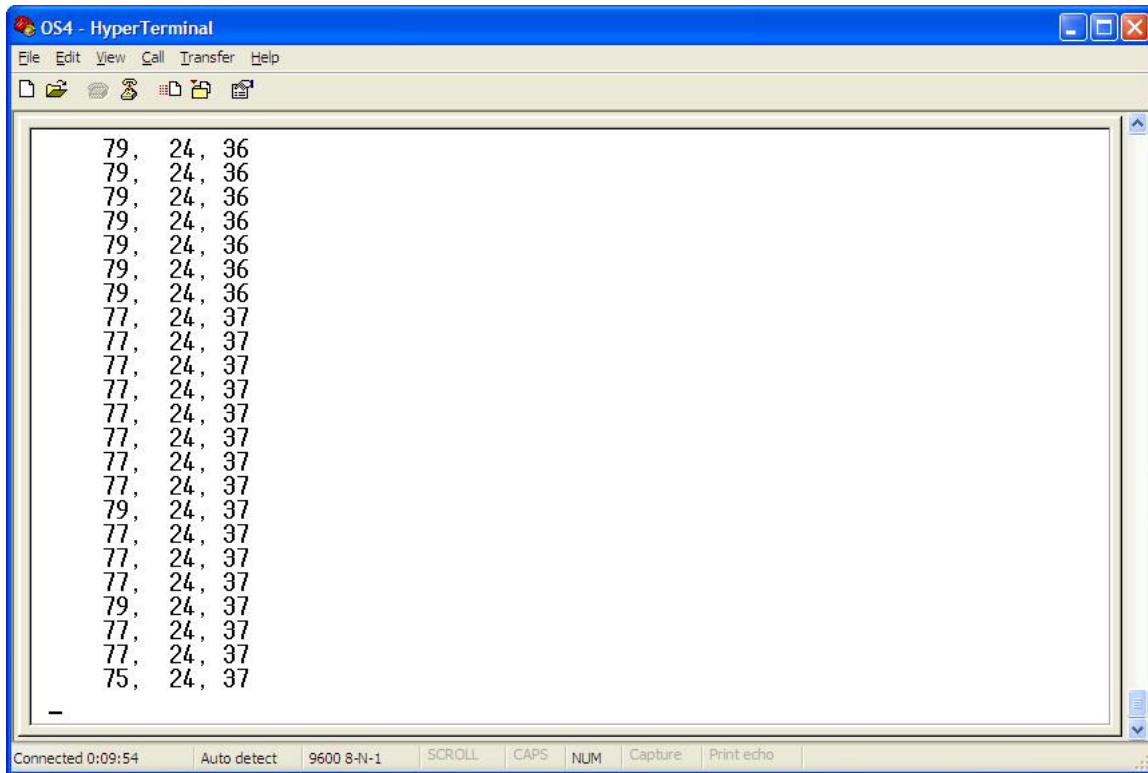 OS4 - HyperTerminal
File Edit View Call Transfer Help
79, 24, 36
79, 24, 36
79, 24, 36
79, 24, 36
79, 24, 36
79, 24, 36
79, 24, 36
77, 24, 37
77, 24, 37
77, 24, 37
77, 24, 37
77, 24, 37
77, 24, 37
77, 24, 37
77, 24, 37
79, 24, 37
77, 24, 37
77, 24, 37
77, 24, 37
79, 24, 37
77, 24, 37
77, 24, 37
75, 24, 37
Connected 0:09:54 Auto detect 9600 8-N-1 SCROLL CAPS NUM Capture Print echo